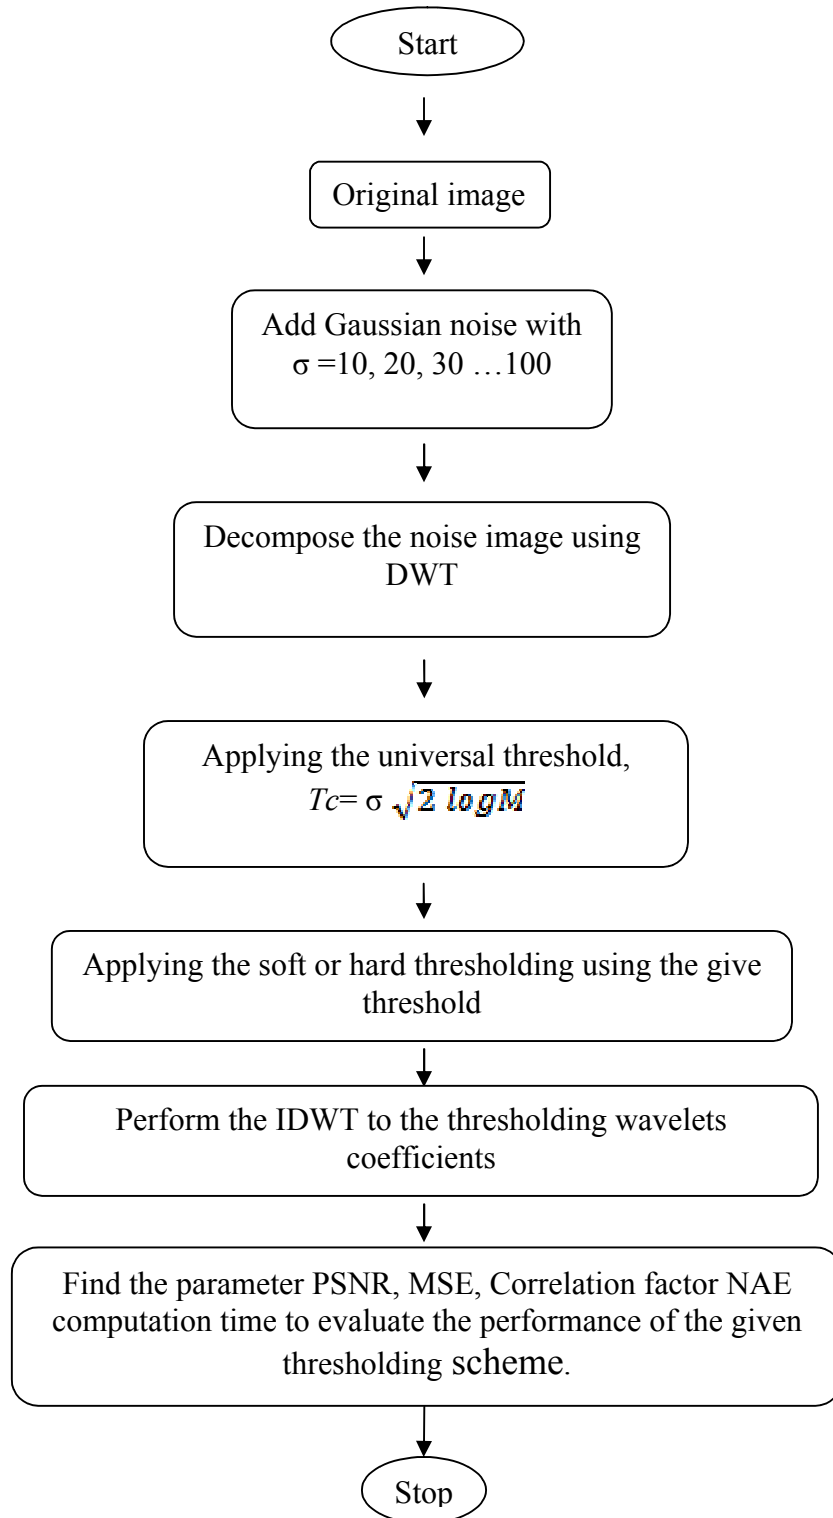 Start
Original image
Add Gaussian noise with
σ =10, 20, 30 …100
Decompose the noise image using
DWT
Applying the universal threshold,
Tc= σ √2 logM
Applying the soft or hard thresholding using the give
threshold
Perform the IDWT to the thresholding wavelets
coefficients
Find the parameter PSNR, MSE, Correlation factor NAE
computation time to evaluate the performance of the given
thresholding scheme.
Stop